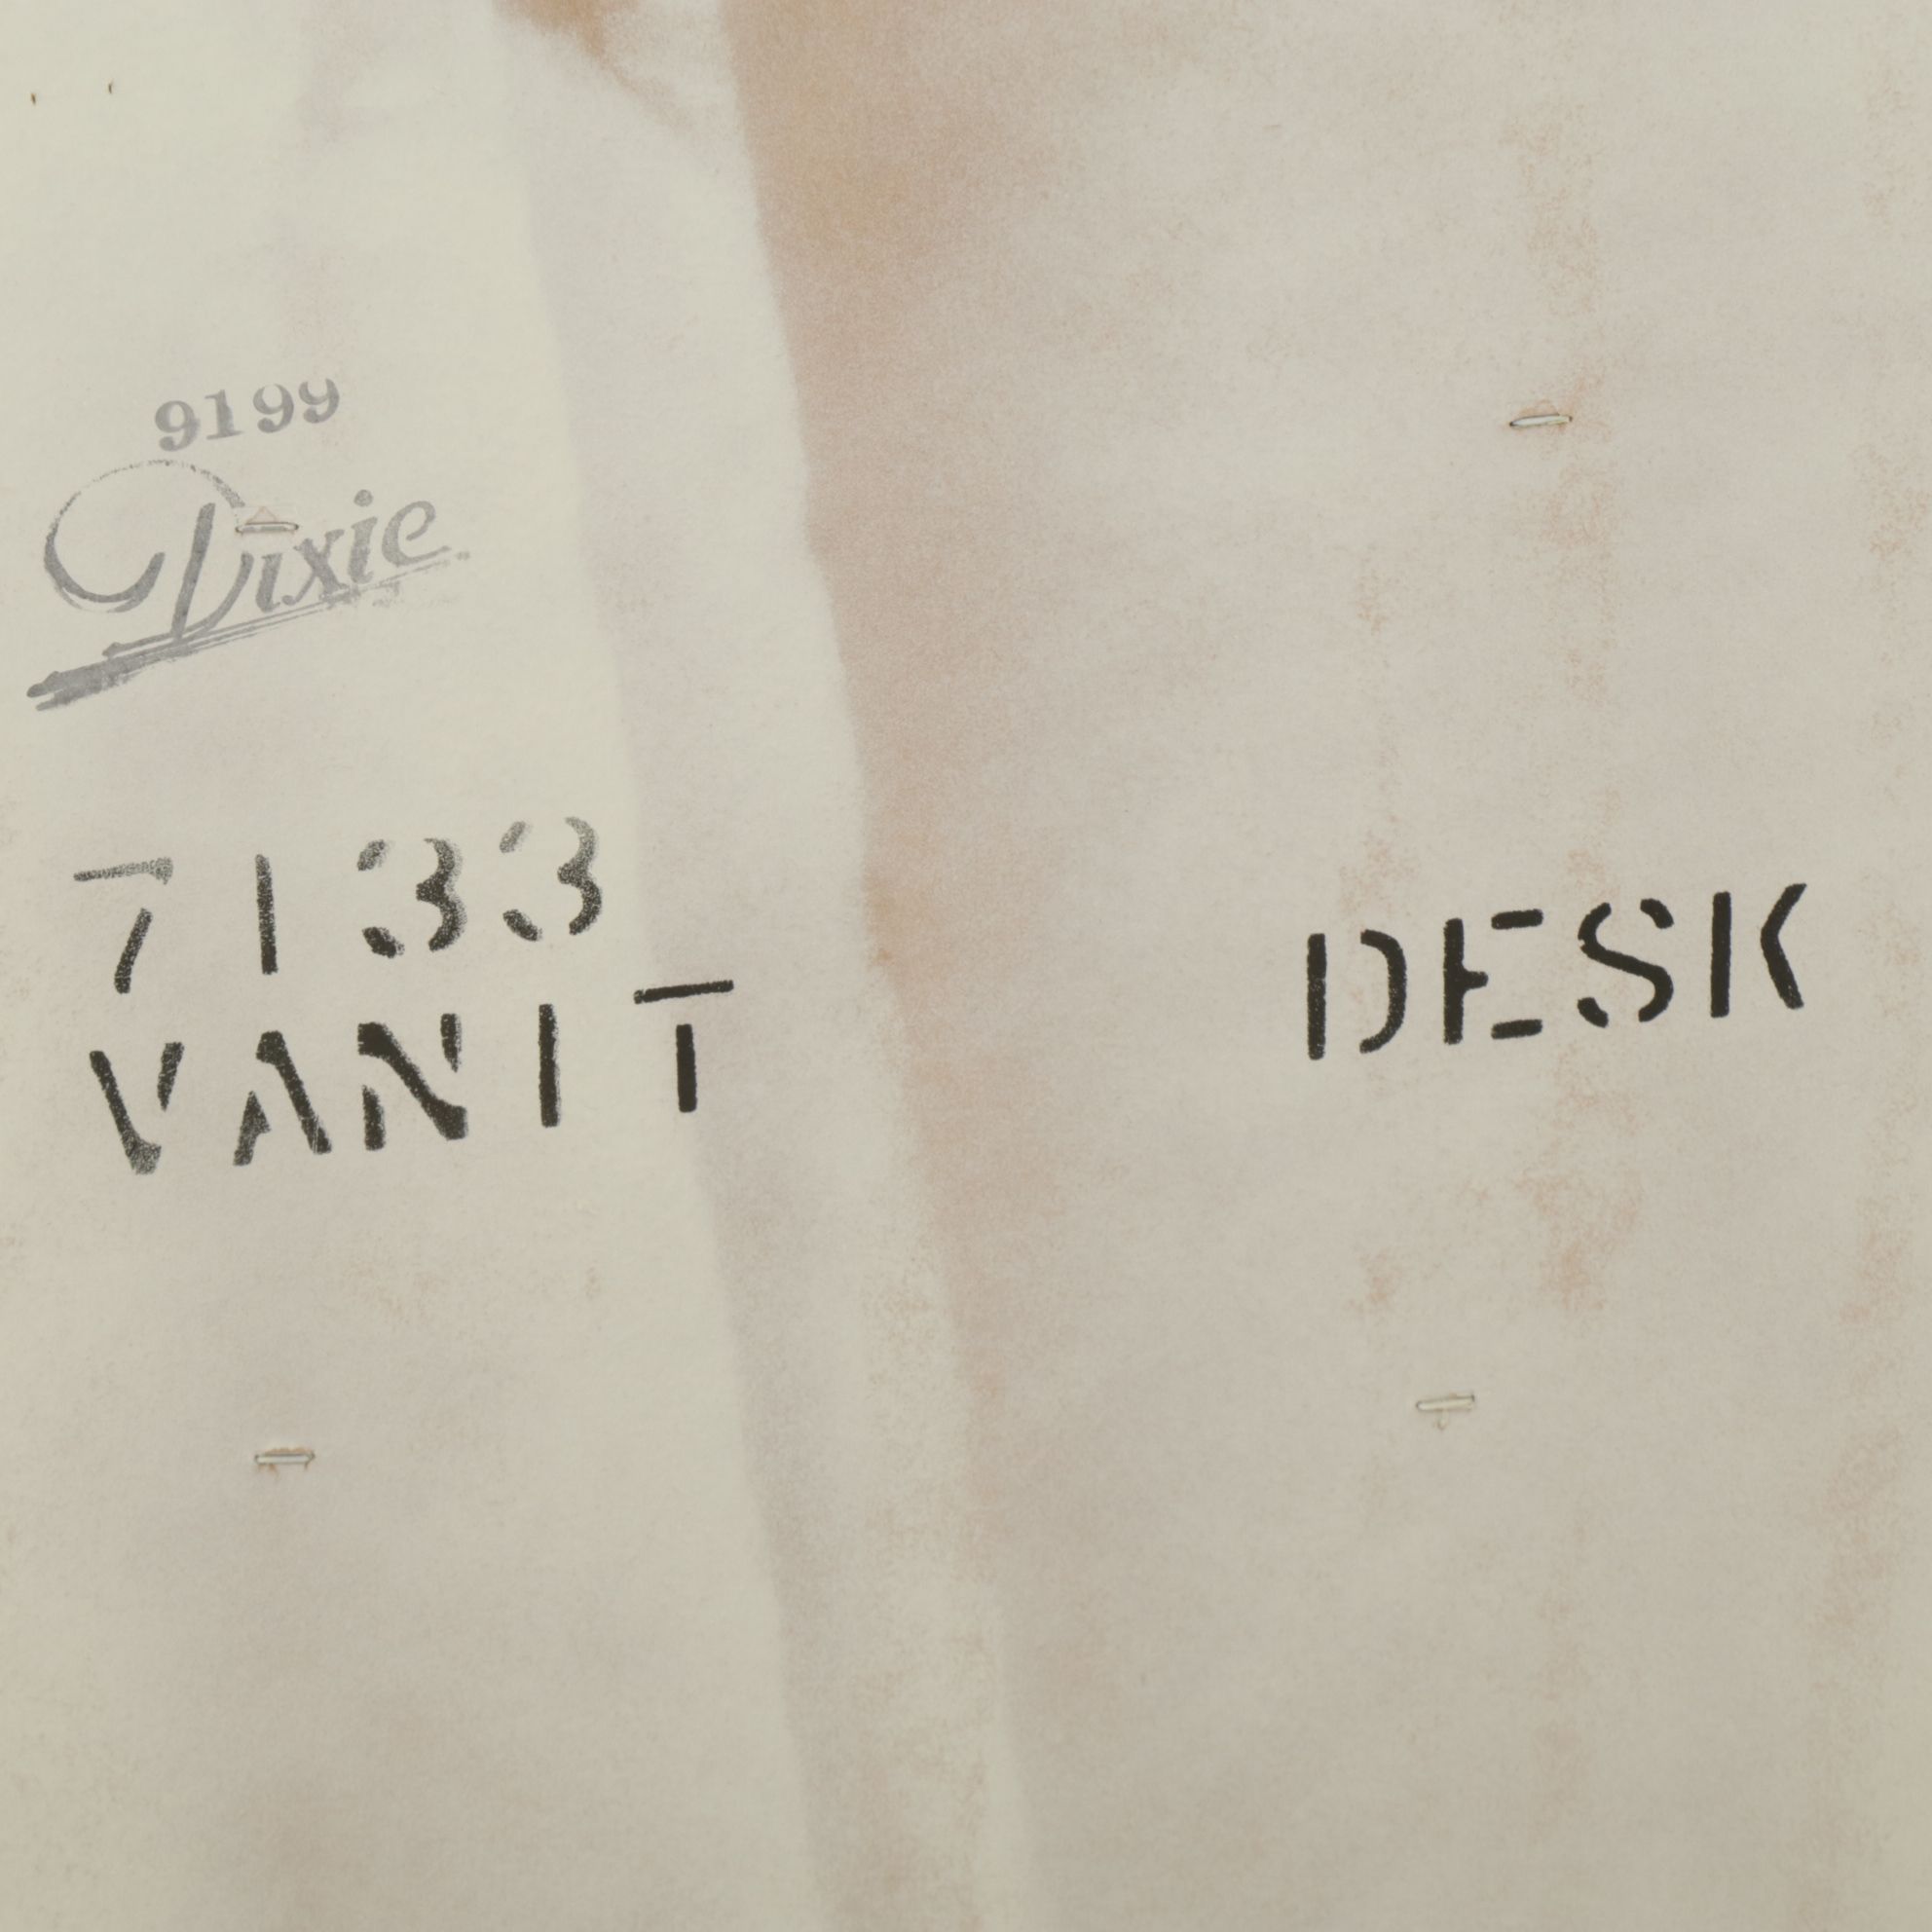 9199
Dixie
7133
VANIT DESK